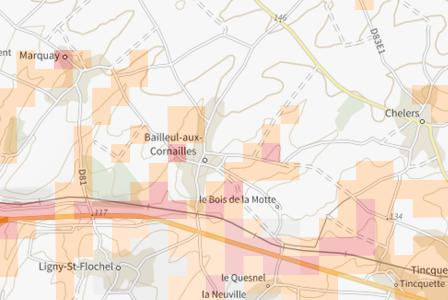 146
D83E1
Marquay
Chelers
Bailleul-aux-
Cornailles
D81
le Bois de la Motte
117
134
Ligny-St-Flochel
le Quesnel
la Neuville
Tincquette